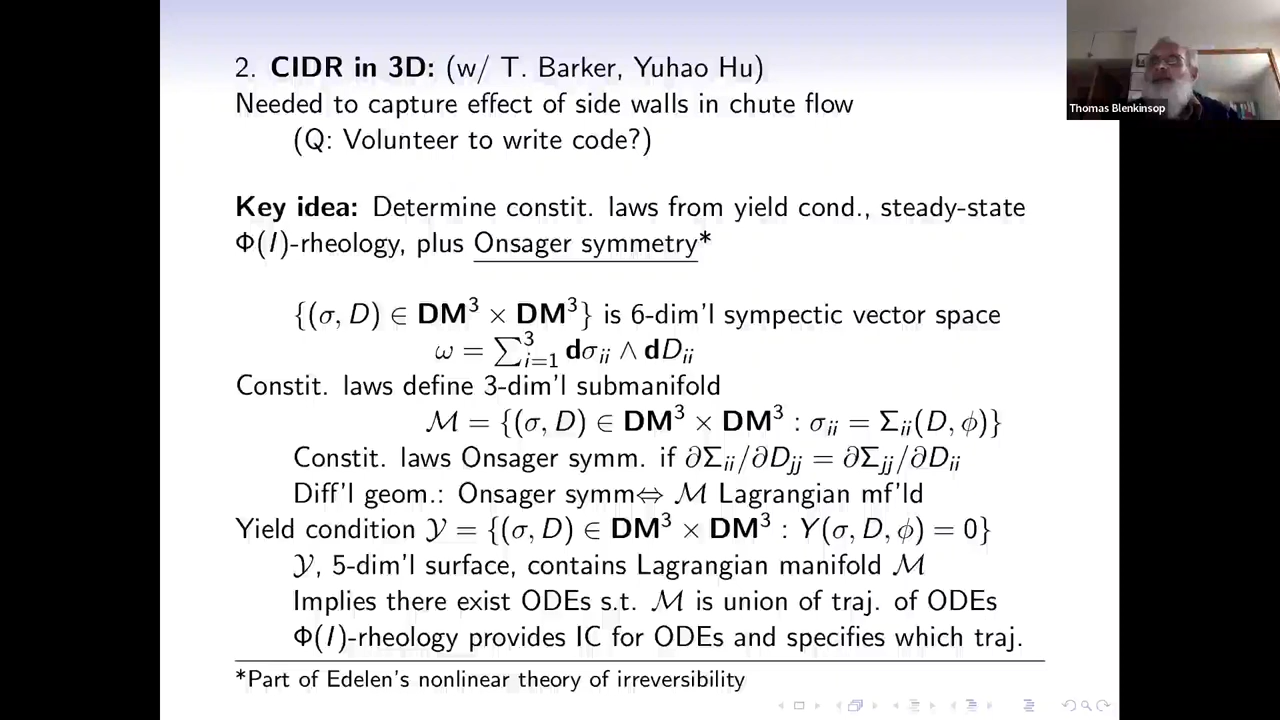 2. CIDR in 3D: (w/ T. Barker, Yuhao Hu)
Needed to capture effect of side walls in chute flow
(Q: Volunteer to write code?)
Key idea: Determine constit. laws from yield cond., steady-state
Φ(I)-rheology, plus Onsager symmetry*
{(σ, D) ∈ DM³ × DM³} is 6-dim'l sympectic vector space
ω = ∑³ᵢ₌₁ dσᵢᵢ ∧ dDᵢᵢ
Constit. laws define 3-dim'l submanifold
ℳ = {(σ, D) ∈ DM³ × DM³ : σᵢᵢ = Σᵢᵢ(D, ϕ)}
Constit. laws Onsager symm. if ∂Σᵢᵢ/∂Dⱼⱼ = ∂Σⱼⱼ/∂Dᵢᵢ
Diff'l geom.: Onsager symm⇔ ℳ Lagrangian mf'ld
Yield condition 𝒴 = {(σ, D) ∈ DM³ × DM³ : Y(σ, D, ϕ) = 0}
𝒴, 5-dim'l surface, contains Lagrangian manifold ℳ
Implies there exist ODEs s.t. ℳ is union of traj. of ODEs
Φ(I)-rheology provides IC for ODEs and specifies which traj.
*Part of Edelen's nonlinear theory of irreversibility
Thomas Blenkinsop